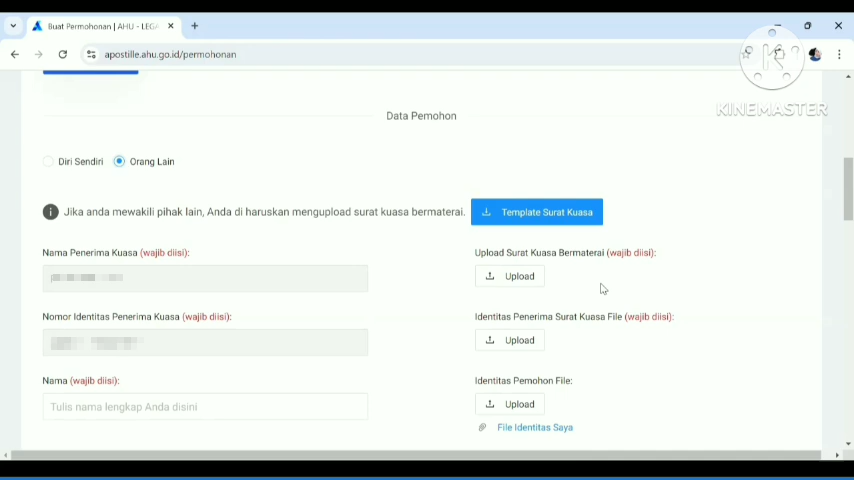 Buat Permohonan | AHU - LEGA
apostille.ahu.go.id/permohonan
KINEMASTER
Data Pemohon
Diri Sendiri
Orang Lain
Jika anda mewakili pihak lain, Anda di haruskan mengupload surat kuasa bermaterai.
Template Surat Kuasa
Nama Penerima Kuasa (wajib diisi):
Upload Surat Kuasa Bermaterai (wajib diisi):
Upload
Nomor Identitas Penerima Kuasa (wajib diisi):
Identitas Penerima Surat Kuasa File (wajib diisi):
Upload
Nama (wajib diisi):
Identitas Pemohon File:
Tulis nama lengkap Anda disini
Upload
File Identitas Saya